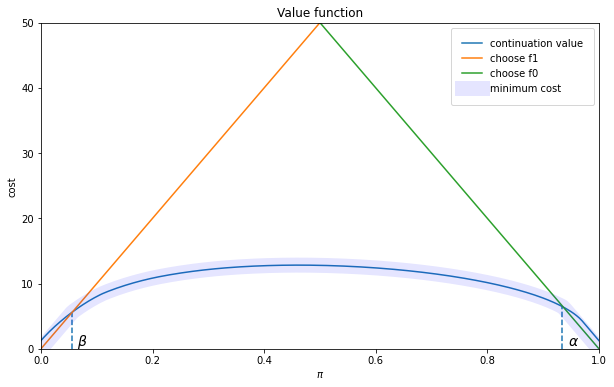 Value function
50
40
30
20
10
0
cost
continuation value
choose f1
choose f0
minimum cost
β
α
0.0 0.2 0.4 0.6 0.8 1.0
π